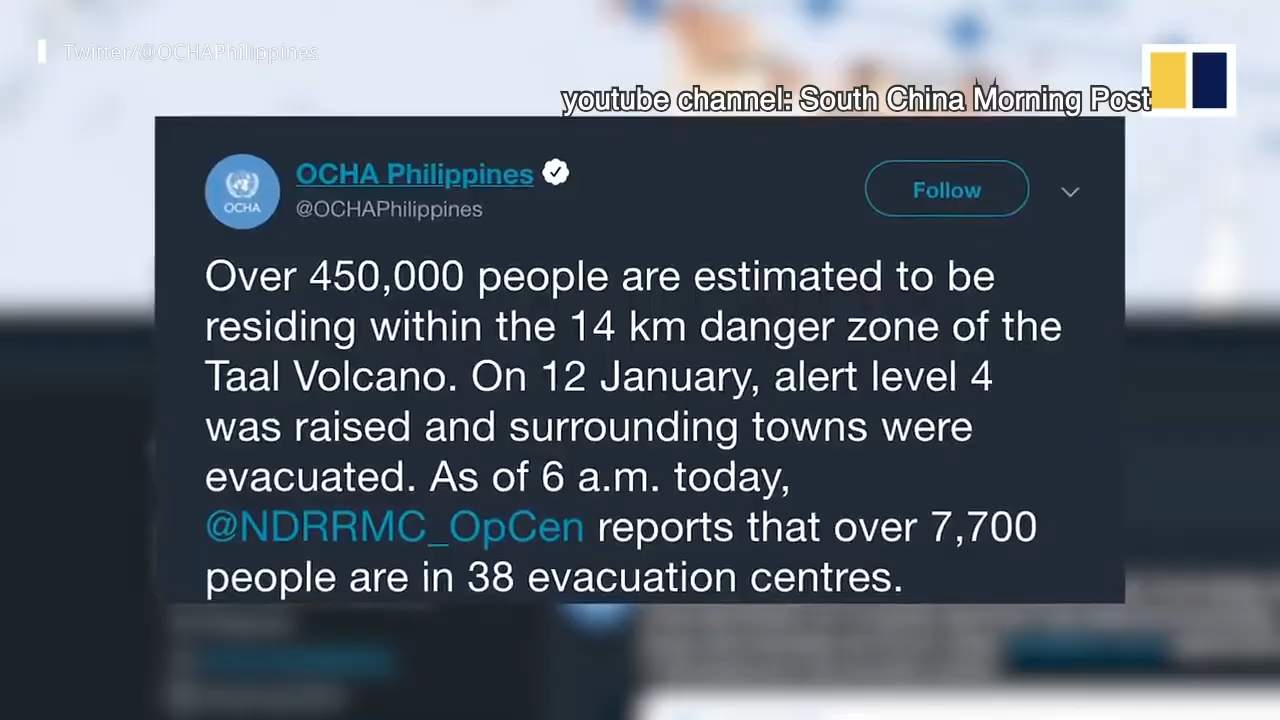 Twitter/@OCHAPhilippines
youtube channel: South China Morning Post
OCHA Philippines
@OCHAPhilippines
OCHA
Follow
Over 450,000 people are estimated to be
residing within the 14 km danger zone of the
Taal Volcano. On 12 January, alert level 4
was raised and surrounding towns were
evacuated. As of 6 a.m. today,
@NDRRMC_OpCen reports that over 7,700
people are in 38 evacuation centres.